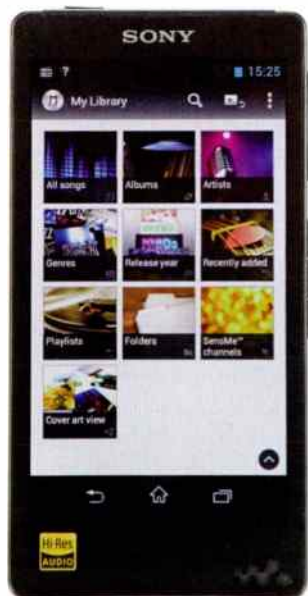 SONY
? 15:25
My Library
All songs Albums Artists
Genres Release year Recently added
Playlists Folders SensMe™ channels
Cover art view
Hi-Res
AUDIO